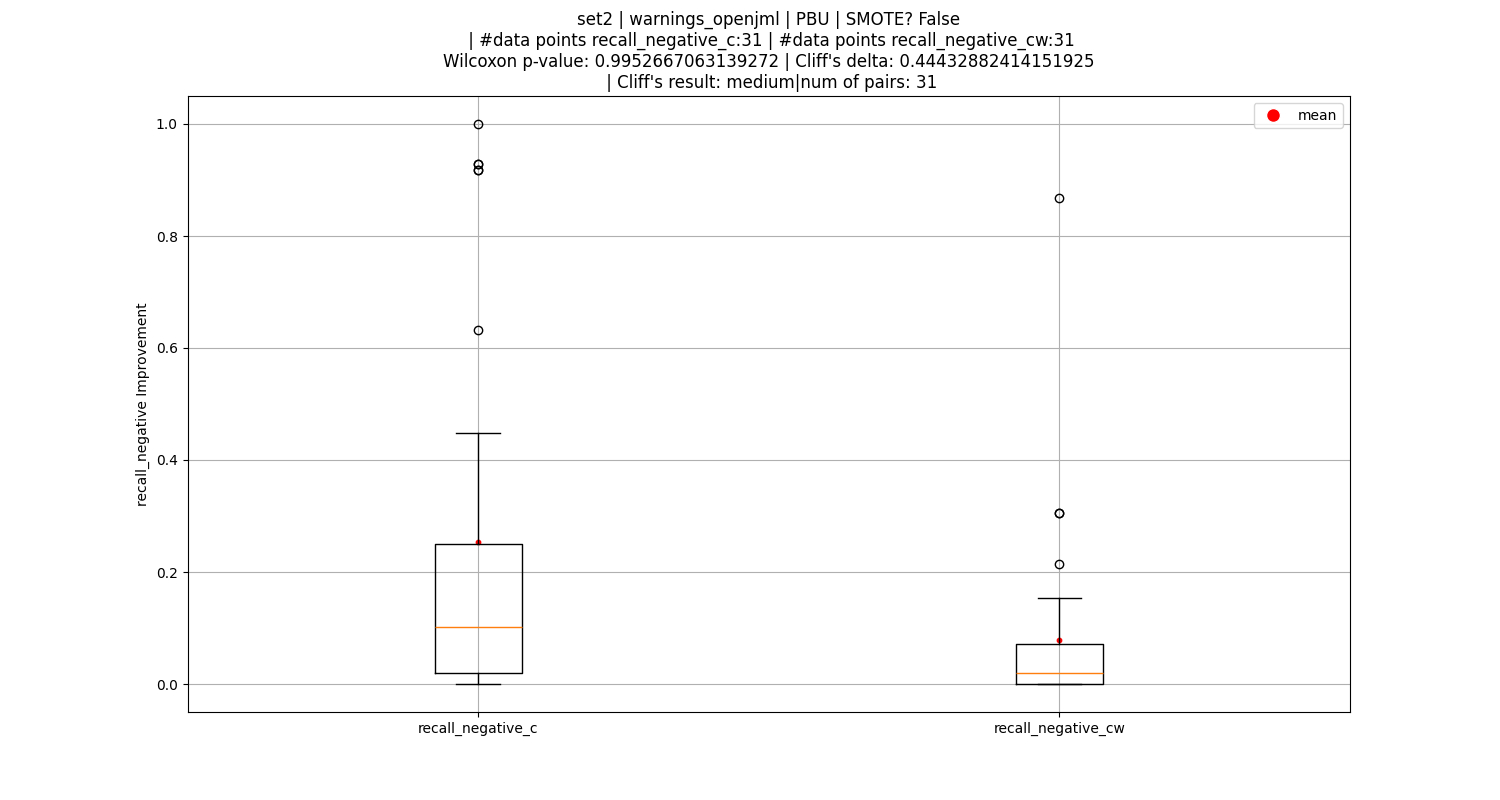 set2 | warnings_openjml | PBU | SMOTE? False
| #data points recall_negative_c:31 | #data points recall_negative_cw:31
Wilcoxon p-value: 0.9952667063139272 | Cliff's delta: 0.44432882414151925
| Cliff's result: medium|num of pairs: 31
mean
1.0
0.8
0.6
0.4
0.2
0.0
recall_negative Improvement
recall_negative_c
recall_negative_cw